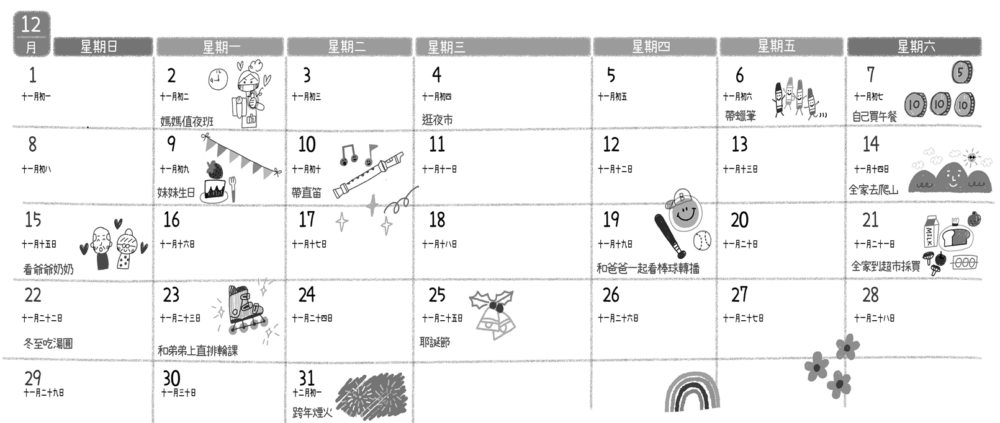 12
月
星期日
星期一
星期二
星期三
星期四
星期五
星期六
1
十一月初一
2
十一月初二
12
9
媽媽值夜班
3
十一月初三
4
十一月初四
逛夜市
5
十一月初五
6
十一月初六
帶蠟筆
7
十一月初七
自己買午餐
5
10
10
10
8
十一月初八
9
十一月初九
妹妹生日
10
十一月初十
帶直笛
11
十一月十一日
12
十一月十二日
13
十一月十三日
14
十一月十四日
全家去爬山
15
十一月十五日
看爺爺奶奶
16
十一月十六日
17
十一月十七日
18
十一月十八日
19
十一月十九日
B
和爸爸一起看棒球轉播
20
十一月二十日
21
十一月二十一日
MILK
全家到超市採買
22
十一月二十二日
冬至吃湯圓
23
十一月二十三日
和弟弟上直排輪課
24
十一月二十四日
25
十一月二十五日
耶誕節
26
十一月二十六日
27
十一月二十七日
28
十一月二十八日
29
十一月二十九日
30
十一月三十日
31
十二月初一
跨年煙火